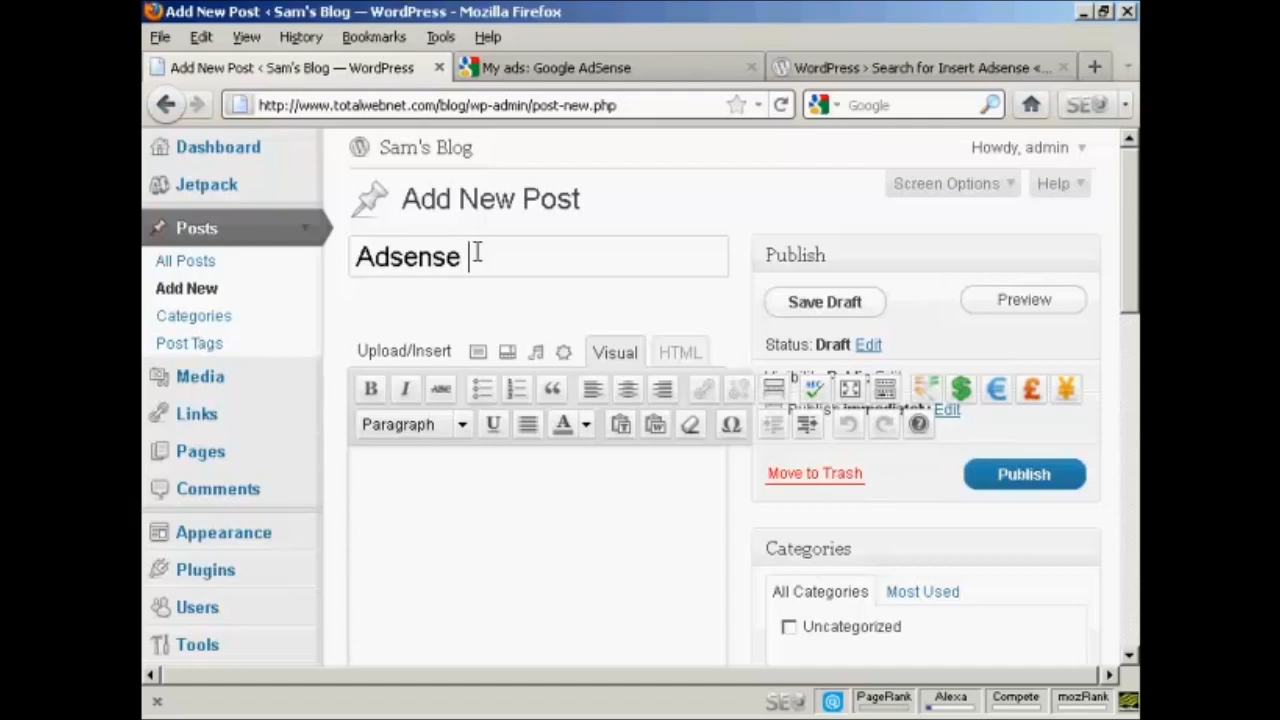 Add New Post ‹ Sam's Blog — WordPress - Mozilla Firefox
File Edit View History Bookmarks Tools Help
Add New Post ‹ Sam's Blog — WordPress
My ads: Google AdSense
WordPress › Search for Insert Adsense «...
http://www.totalwebnet.com/blog/wp-admin/post-new.php
Google
SEO
Dashboard
Jetpack
Posts
All Posts
Add New
Categories
Post Tags
Media
Links
Pages
Comments
Appearance
Plugins
Users
Tools
Sam's Blog
Howdy, admin
Screen Options
Help
Add New Post
Adsense
Upload/Insert
Visual
HTML
B I ABC
Paragraph
U A Ω
Publish
Save Draft
Preview
Status: Draft Edit
Publish immediately Edit
Move to Trash
Publish
Categories
All Categories
Most Used
Uncategorized
SEO
PageRank
Alexa
Compete
mozRank